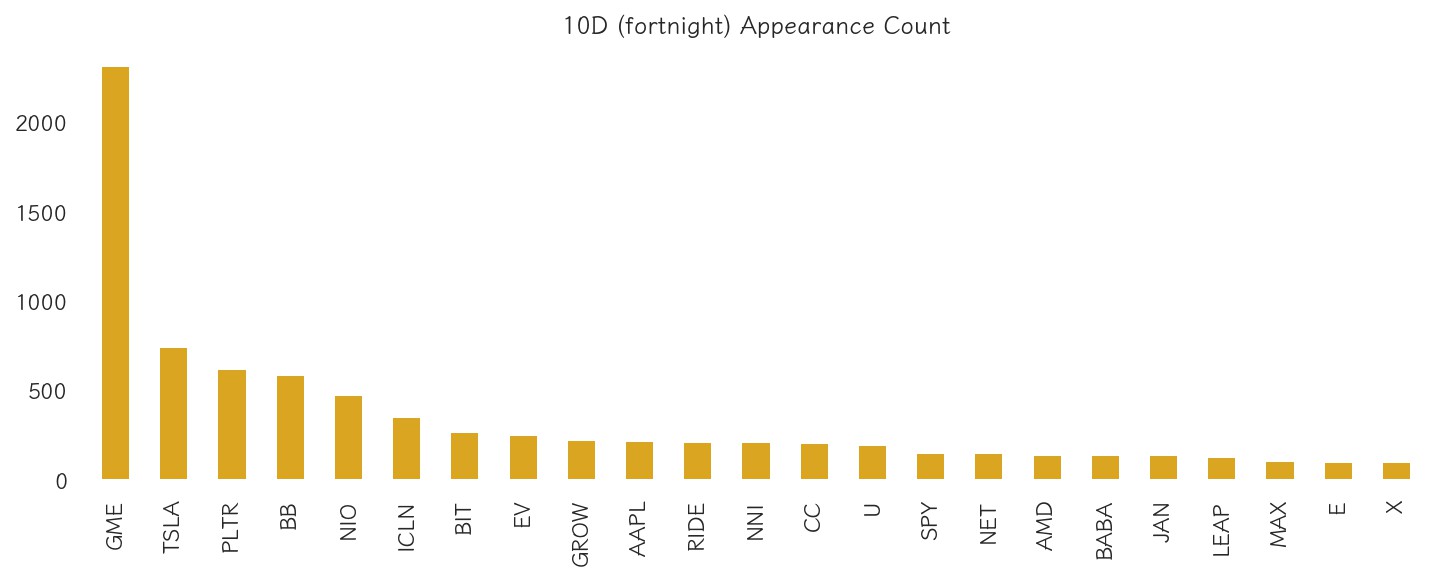 10D (fortnight) Appearance Count
2000
1500
1000
500
0
GME
TSLA
PLTR
BB
NIO
ICLN
BIT
EV
GROW
AAPL
RIDE
NNI
CC
U
SPY
NET
AMD
BABA
JAN
LEAP
MAX
E
X